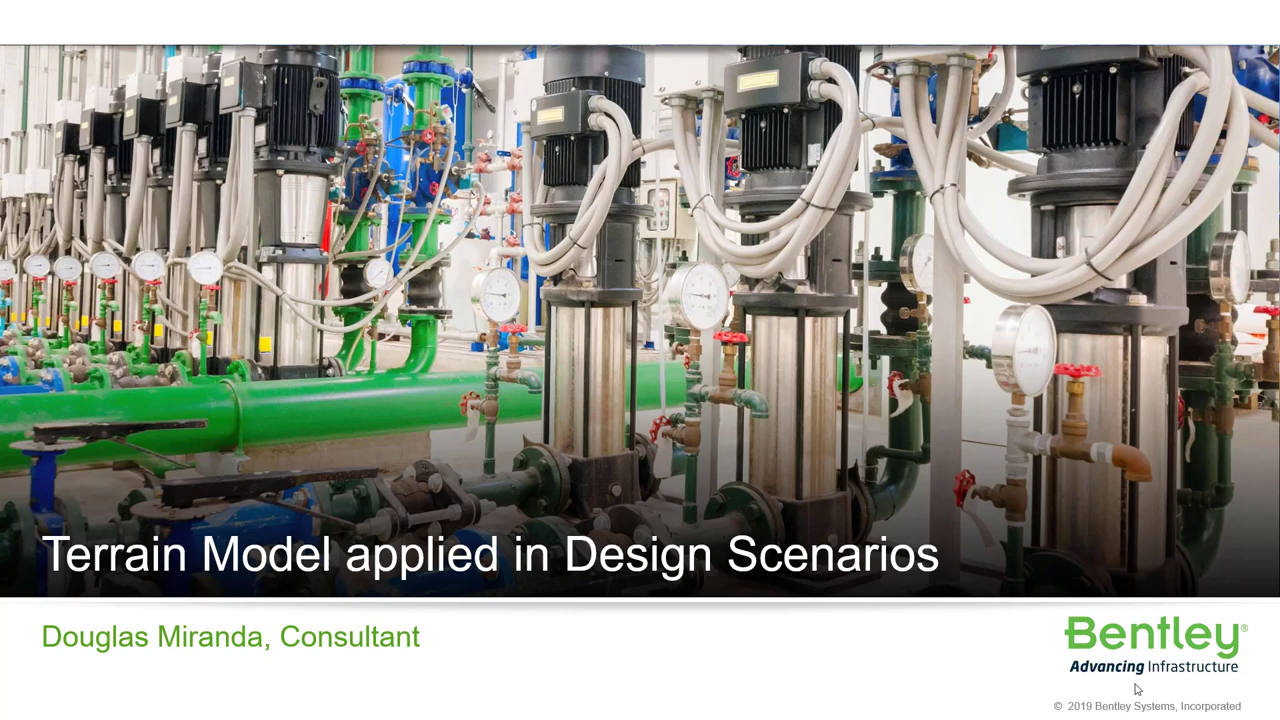 Terrain Model applied in Design Scenarios
Douglas Miranda, Consultant
Bentley®
Advancing Infrastructure
© 2019 Bentley Systems, Incorporated